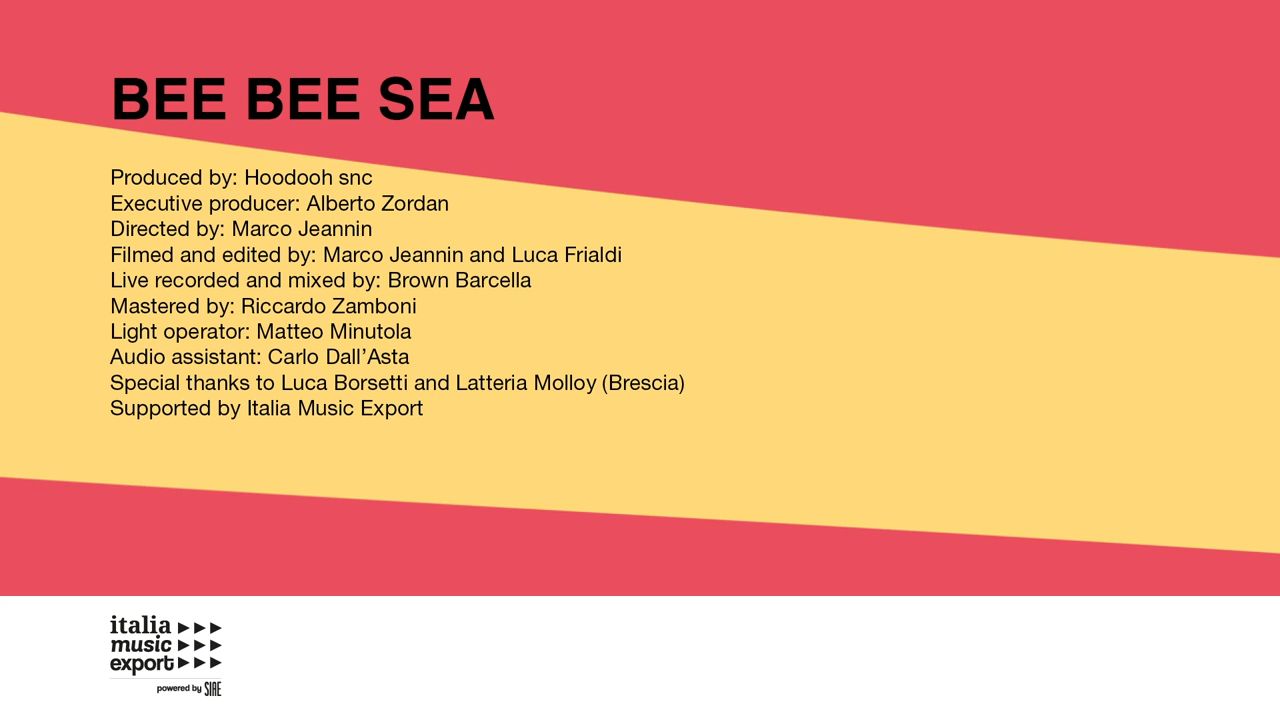 BEE BEE SEA
Produced by: Hoodooh snc
Executive producer: Alberto Zordan
Directed by: Marco Jeannin
Filmed and edited by: Marco Jeannin and Luca Frialdi
Live recorded and mixed by: Brown Barcella
Mastered by: Riccardo Zamboni
Light operator: Matteo Minutola
Audio assistant: Carlo Dall’Asta
Special thanks to Luca Borsetti and Latteria Molloy (Brescia)
Supported by Italia Music Export
italia
music
export
powered by SIAE